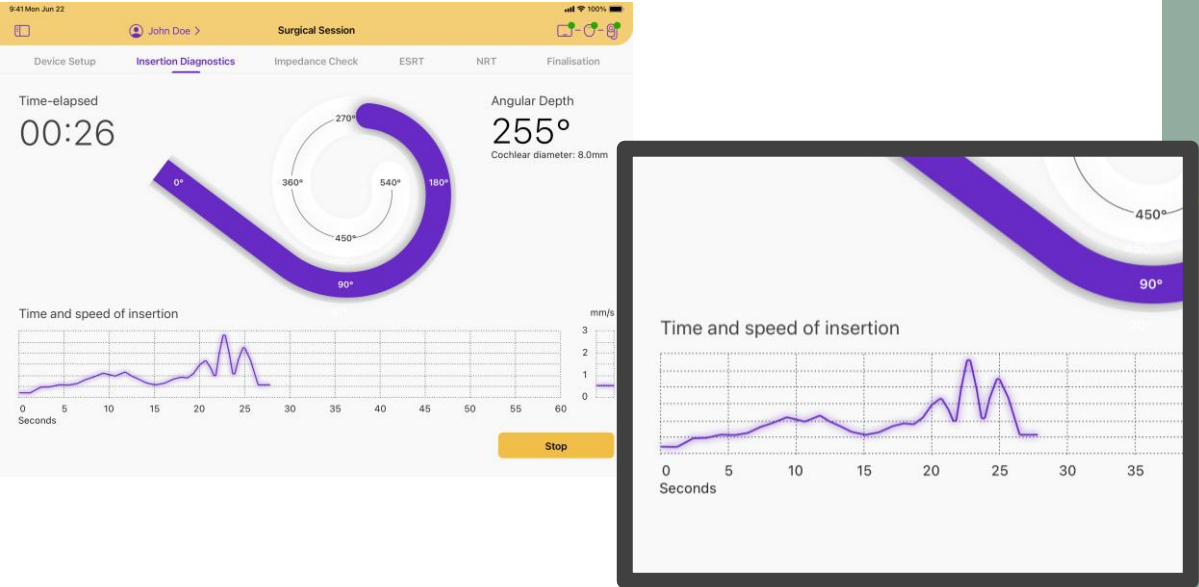 9:41 Mon Jun 22
100%
John Doe >
Surgical Session
Device Setup
Insertion Diagnostics
Impedance Check
ESRT
NRT
Finalisation
Time-elapsed
00:26
Angular Depth
255°
Cochlear diameter: 8.0mm
270°
0°
360°
540°
180°
450°
90°
Time and speed of insertion
mm/s
3
2
1
0
0 5 10 15 20 25 30 35 40 45 50 55 60
Seconds
Stop
450°
90°
Time and speed of insertion
0 5 10 15 20 25 30 35
Seconds